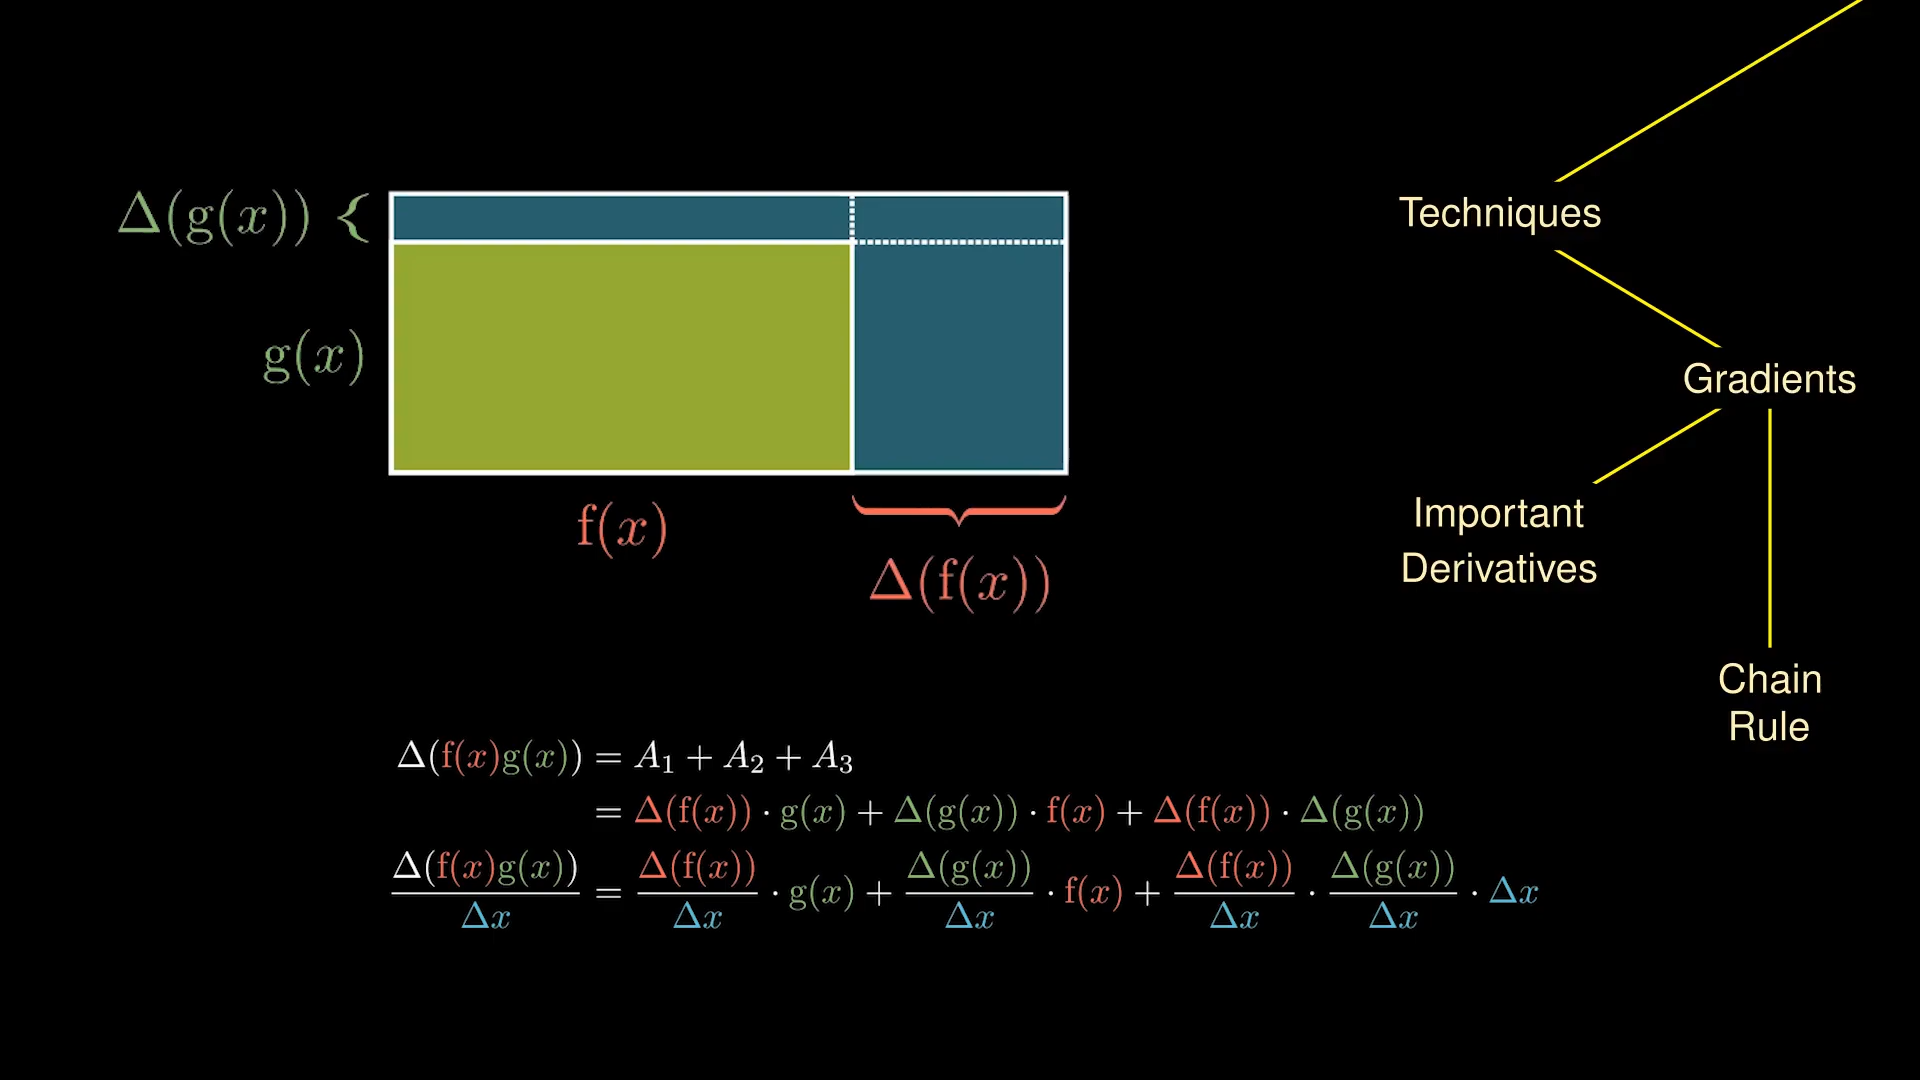 Δ(g(x)) {
g(x)
f(x)
Δ(f(x))
Techniques
Gradients
Important
Derivatives
Chain
Rule
Δ(f(x)g(x)) = A₁ + A₂ + A₃
= Δ(f(x)) · g(x) + Δ(g(x)) · f(x) + Δ(f(x)) · Δ(g(x))
Δ(f(x)g(x))/Δx = Δ(f(x))/Δx · g(x) + Δ(g(x))/Δx · f(x) + Δ(f(x))/Δx · Δ(g(x))/Δx · Δx